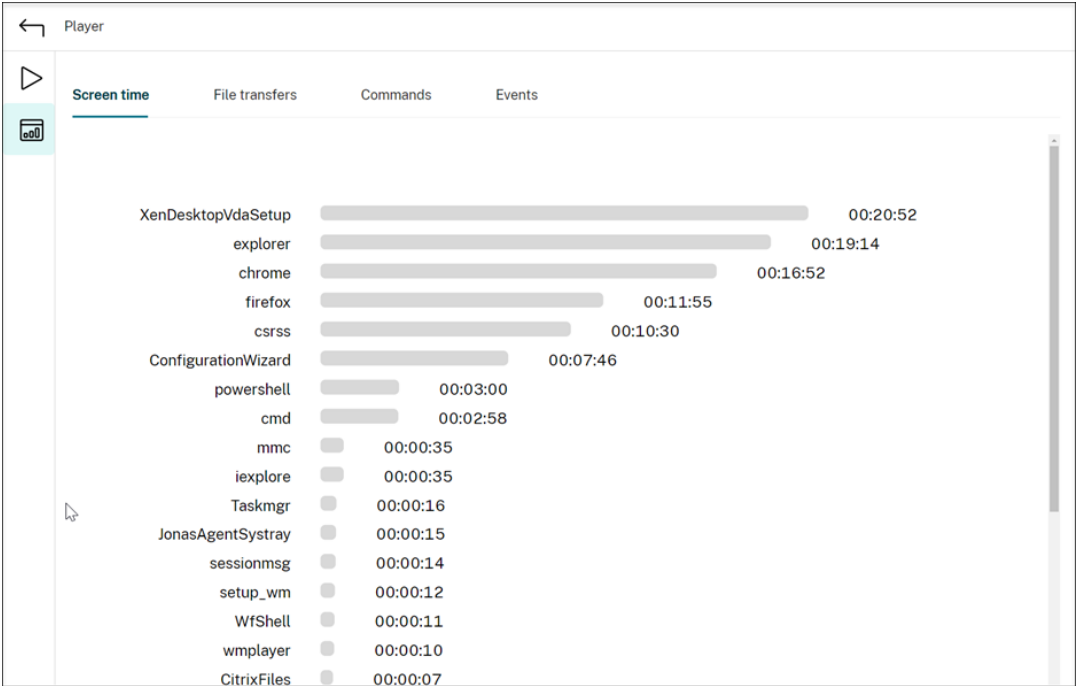 Player
Screen time File transfers Commands Events
XenDesktopVdaSetup 00:20:52
explorer 00:19:14
chrome 00:16:52
firefox 00:11:55
csrss 00:10:30
ConfigurationWizard 00:07:46
powershell 00:03:00
cmd 00:02:58
mmc 00:00:35
iexplore 00:00:35
Taskmgr 00:00:16
JonasAgentSystray 00:00:15
sessionmsg 00:00:14
setup_wm 00:00:12
WfShell 00:00:11
wmplayer 00:00:10
CitrixFiles 00:00:07